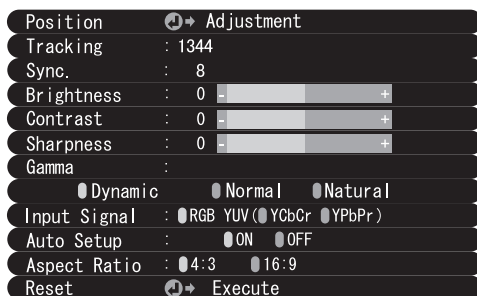 Position Adjustment
Tracking : 1344
Sync. : 8
Brightness : 0 - +
Contrast : 0 - +
Sharpness : 0 - +
Gamma :
Dynamic Normal Natural
Input Signal : RGB YUV(YCbCr YPbPr)
Auto Setup : ON OFF
Aspect Ratio : 4:3 16:9
Reset Execute